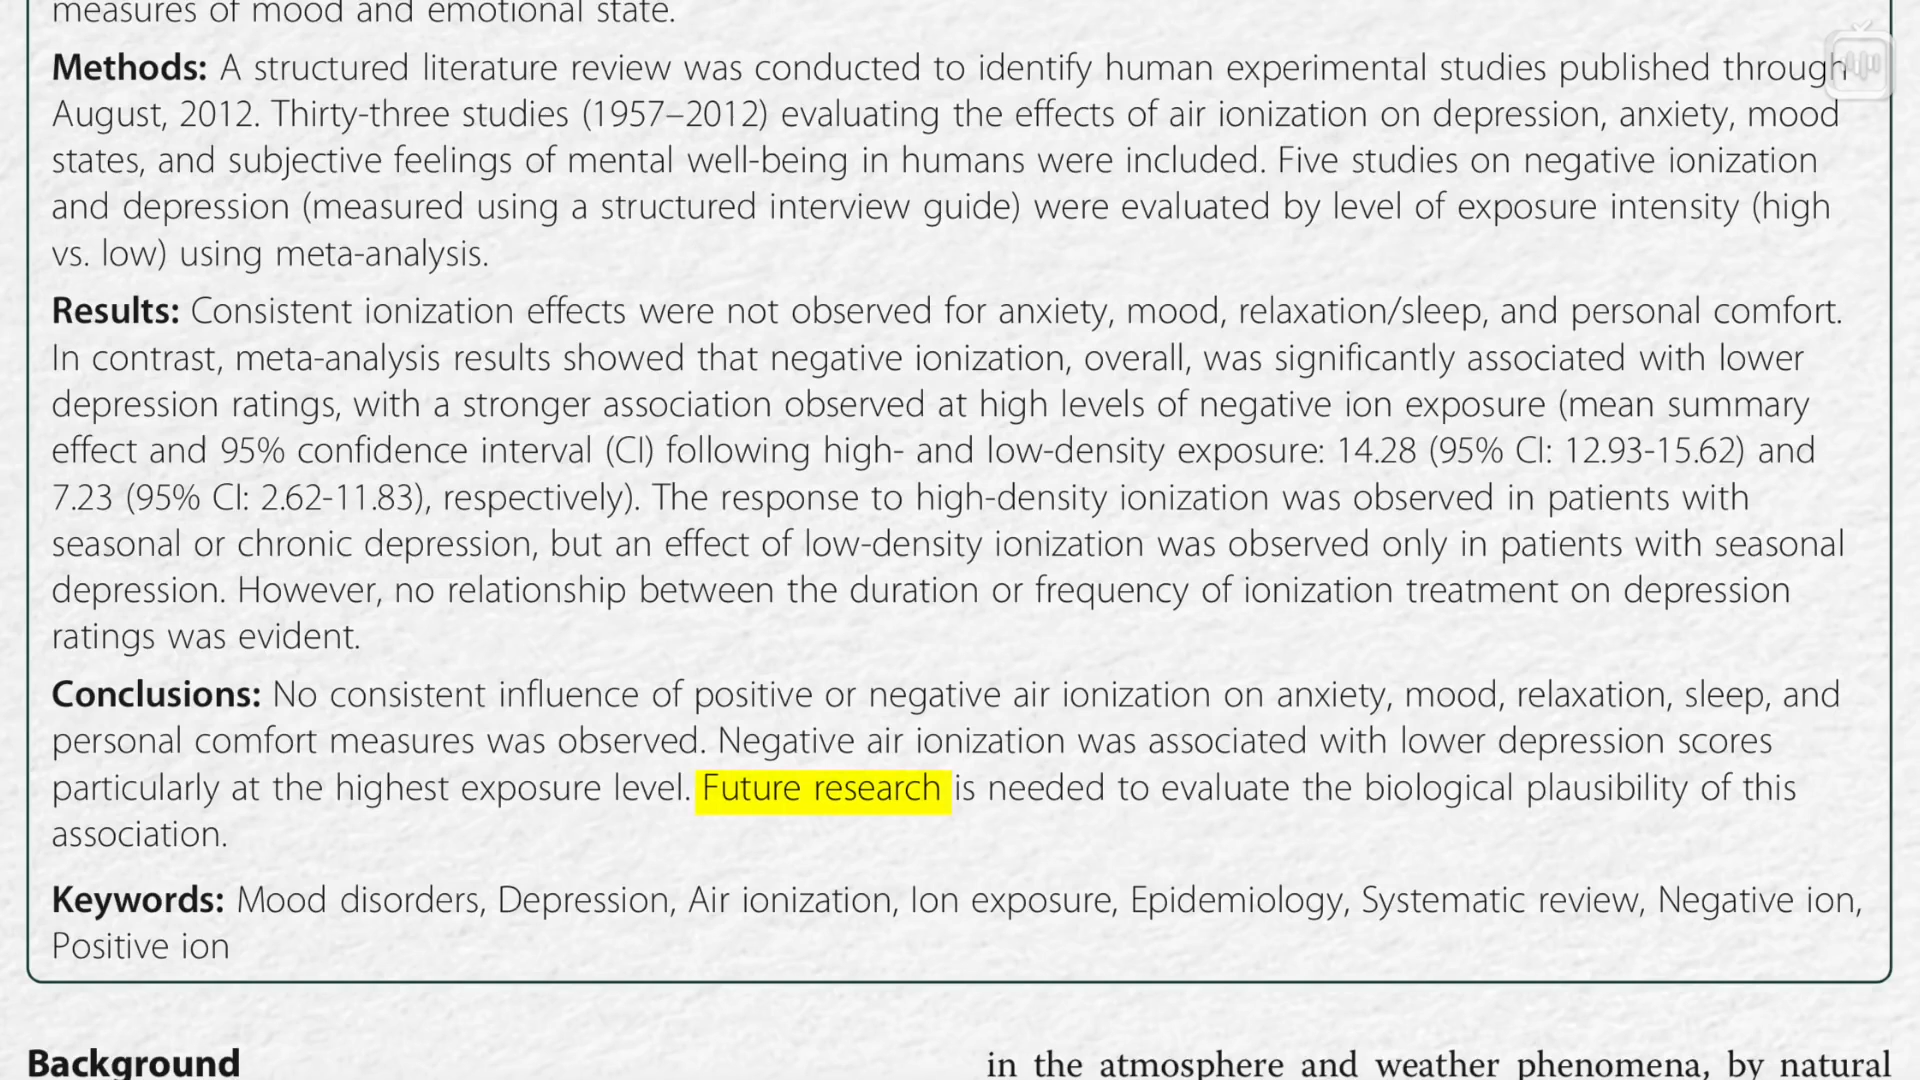 measures of mood and emotional state.
Methods: A structured literature review was conducted to identify human experimental studies published through
August, 2012. Thirty-three studies (1957–2012) evaluating the effects of air ionization on depression, anxiety, mood
states, and subjective feelings of mental well-being in humans were included. Five studies on negative ionization
and depression (measured using a structured interview guide) were evaluated by level of exposure intensity (high
vs. low) using meta-analysis.
Results: Consistent ionization effects were not observed for anxiety, mood, relaxation/sleep, and personal comfort.
In contrast, meta-analysis results showed that negative ionization, overall, was significantly associated with lower
depression ratings, with a stronger association observed at high levels of negative ion exposure (mean summary
effect and 95% confidence interval (CI) following high- and low-density exposure: 14.28 (95% CI: 12.93-15.62) and
7.23 (95% CI: 2.62-11.83), respectively). The response to high-density ionization was observed in patients with
seasonal or chronic depression, but an effect of low-density ionization was observed only in patients with seasonal
depression. However, no relationship between the duration or frequency of ionization treatment on depression
ratings was evident.
Conclusions: No consistent influence of positive or negative air ionization on anxiety, mood, relaxation, sleep, and
personal comfort measures was observed. Negative air ionization was associated with lower depression scores
particularly at the highest exposure level. Future research is needed to evaluate the biological plausibility of this
association.
Keywords: Mood disorders, Depression, Air ionization, Ion exposure, Epidemiology, Systematic review, Negative ion,
Positive ion
Background
in the atmosphere and weather phenomena, by natural